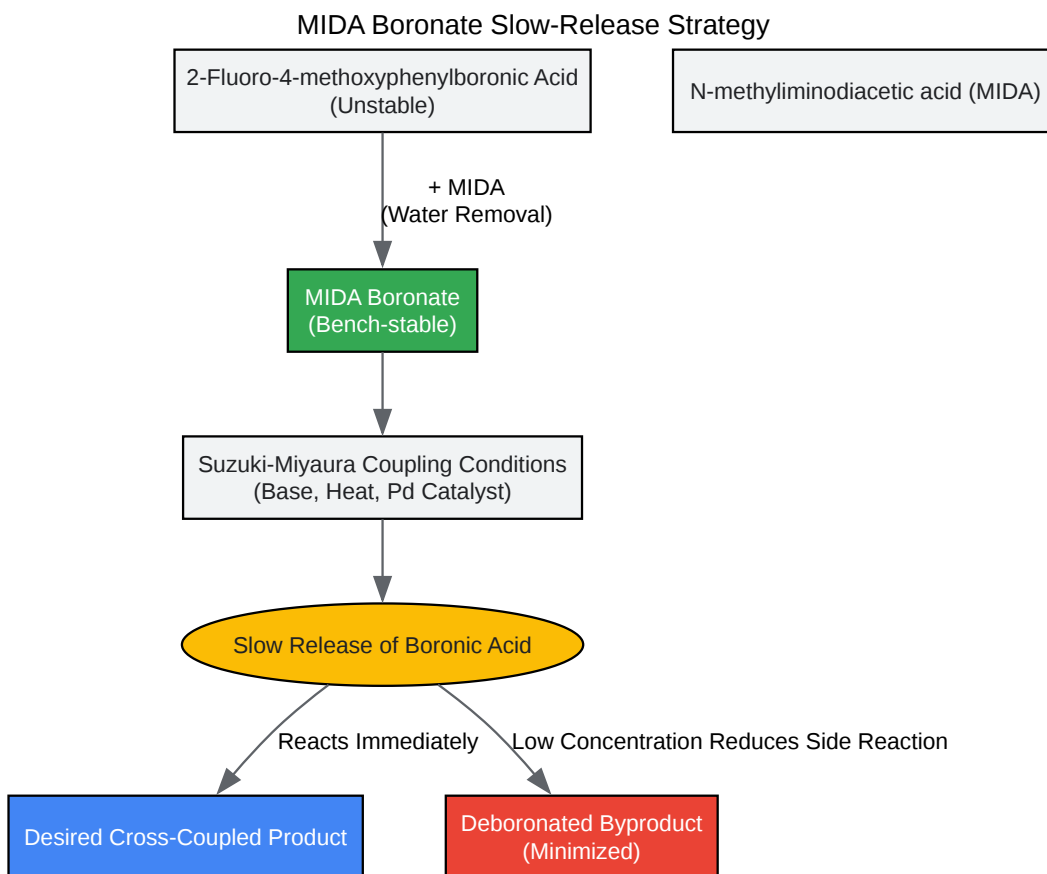 MIDA Boronate Slow-Release Strategy
2-Fluoro-4-methoxyphenylboronic Acid
(Unstable)
N-methyliminodiacetic acid (MIDA)
+ MIDA
(Water Removal)
MIDA Boronate
(Bench-stable)
Suzuki-Miyaura Coupling Conditions
(Base, Heat, Pd Catalyst)
Slow Release of Boronic Acid
Reacts Immediately
Low Concentration Reduces Side Reaction
Desired Cross-Coupled Product
Deboronated Byproduct
(Minimized)